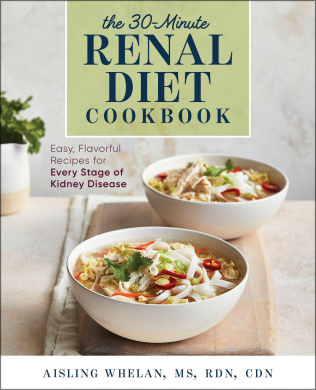 the 30-Minute
RENAL
DIET
COOKBOOK
Easy, Flavorful
Recipes for
Every Stage of
Kidney Disease
AISLING WHELAN, MS, RDN, CDN